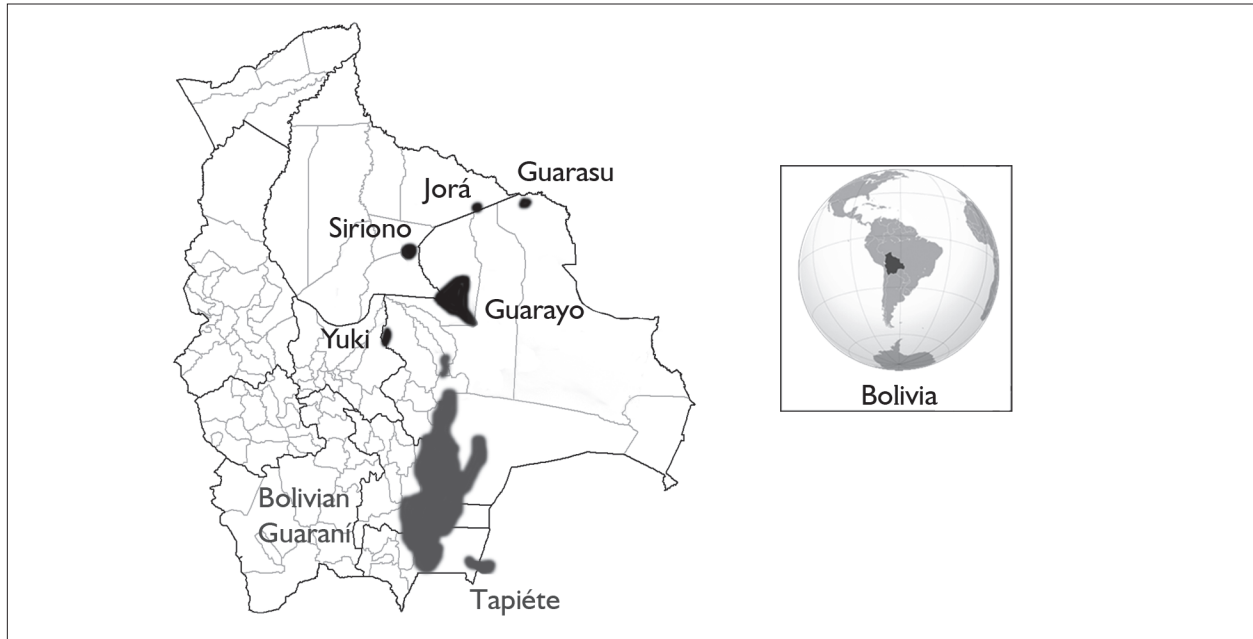 Guarasu
Jorá
Siriono
Guarayo
Yuki
Bolivian
Guaraní
Tapiéte
Bolivia